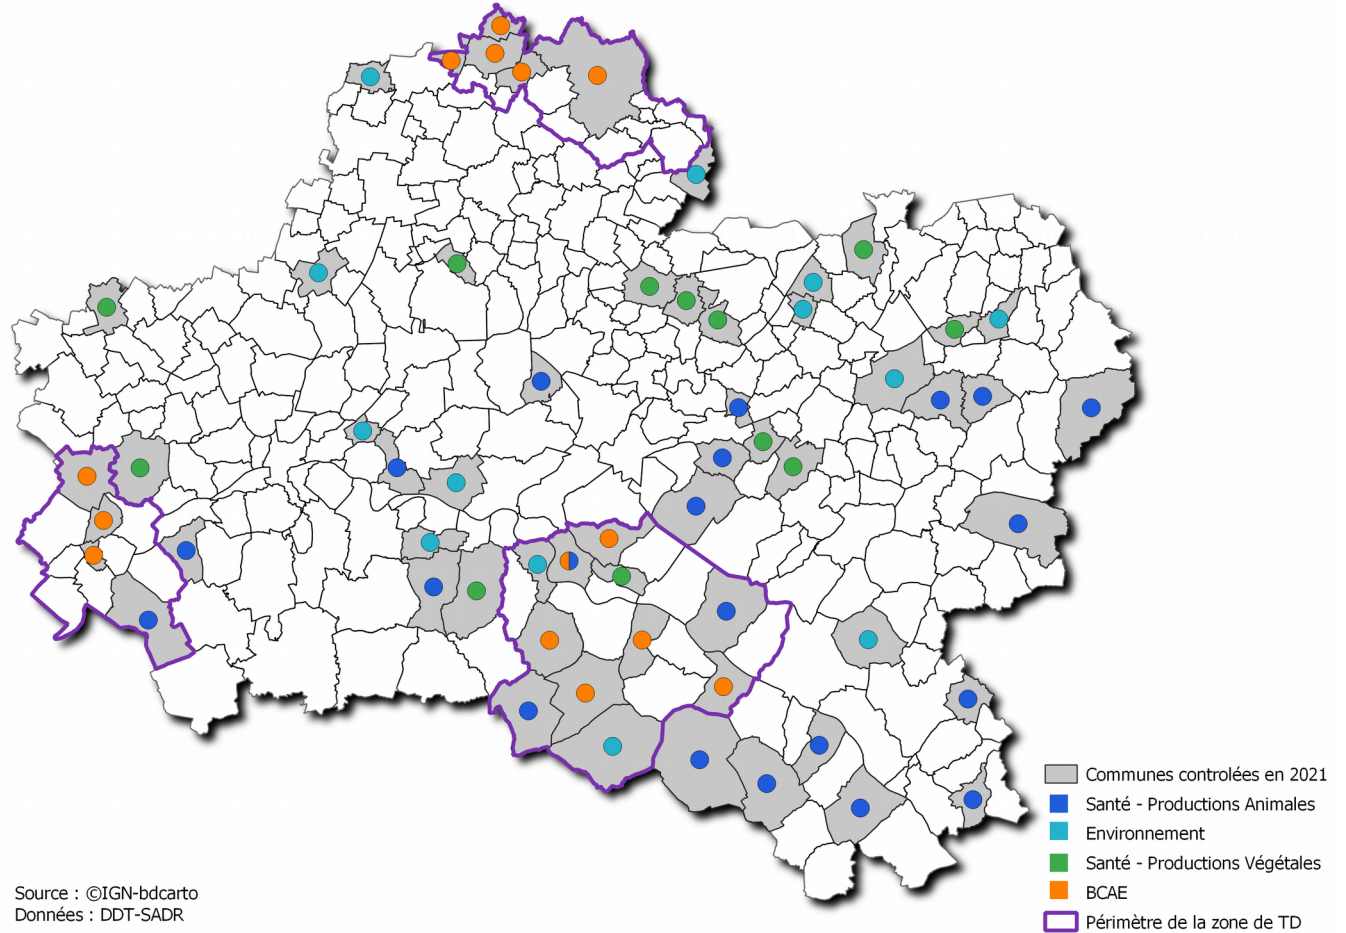 Communes controlées en 2021
Santé - Productions Animales
Environnement
Santé - Productions Végétales
BCAE
Périmètre de la zone de TD
Source : ©IGN-bdcarto
Données : DDT-SADR